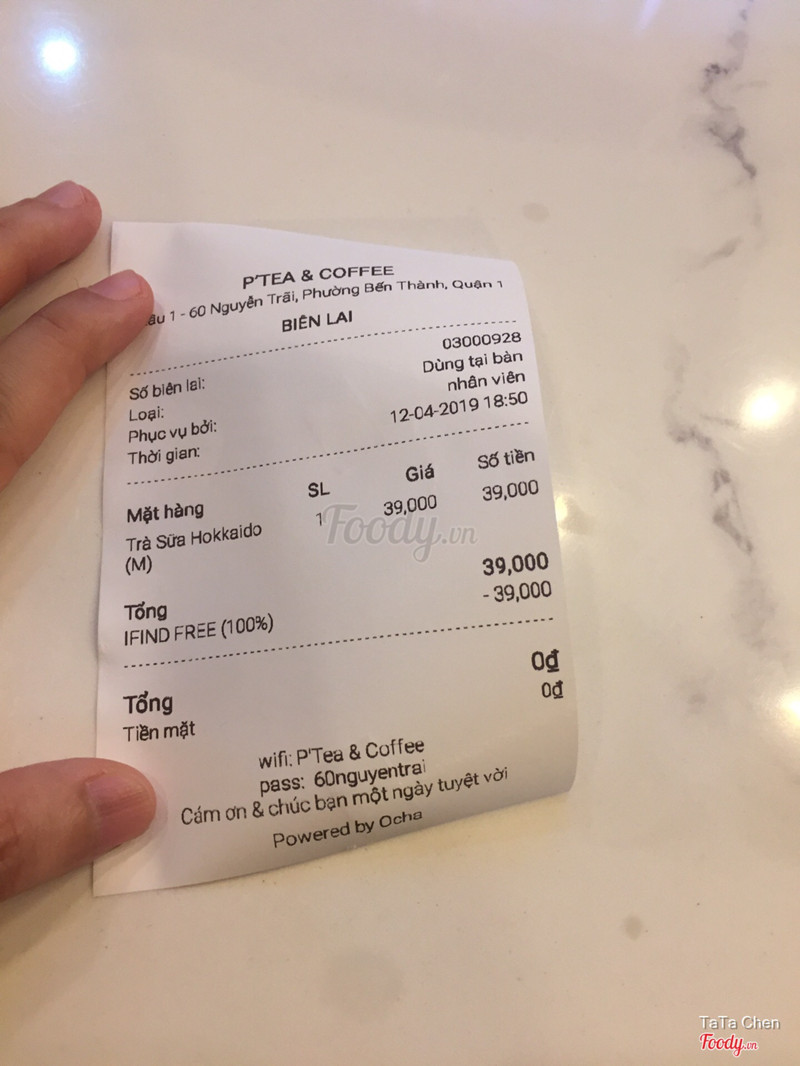 P'TEA & COFFEE
ầu 1 - 60 Nguyễn Trãi, Phường Bến Thành, Quận 1
BIÊN LAI
Số biên lai: 03000928
Loại: Dùng tại bàn
Phục vụ bởi: nhân viên
Thời gian: 12-04-2019 18:50
Mặt hàng SL Giá Số tiền
Trà Sữa Hokkaido 1 39,000 39,000
(M)
Tổng 39,000
IFIND FREE (100%) - 39,000
Tổng 0₫
Tiền mặt 0₫
wifi: P'Tea & Coffee
pass: 60nguyentrai
Cám ơn & chúc bạn một ngày tuyệt vời
Powered by Ocha
Foody.vn
TaTa Chen
Foody.vn